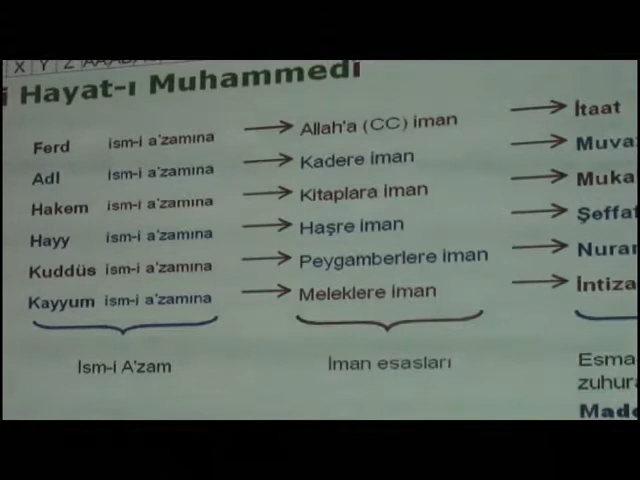 X Y Z
i Hayat-ı Muhammedi
Ferd ism-i a'zamına → Allah'a (CC) iman → İtaat
Adl ism-i a'zamına → Kadere iman → Muva
Hakem ism-i a'zamına → Kitaplara iman → Muka
Hayy ism-i a'zamına → Haşre iman → Şeffaf
Kuddüs ism-i a'zamına → Peygamberlere iman → Nuran
Kayyum ism-i a'zamına → Meleklere iman → İntiza
İsm-i A'zam İman esasları Esma
zuhur
Made